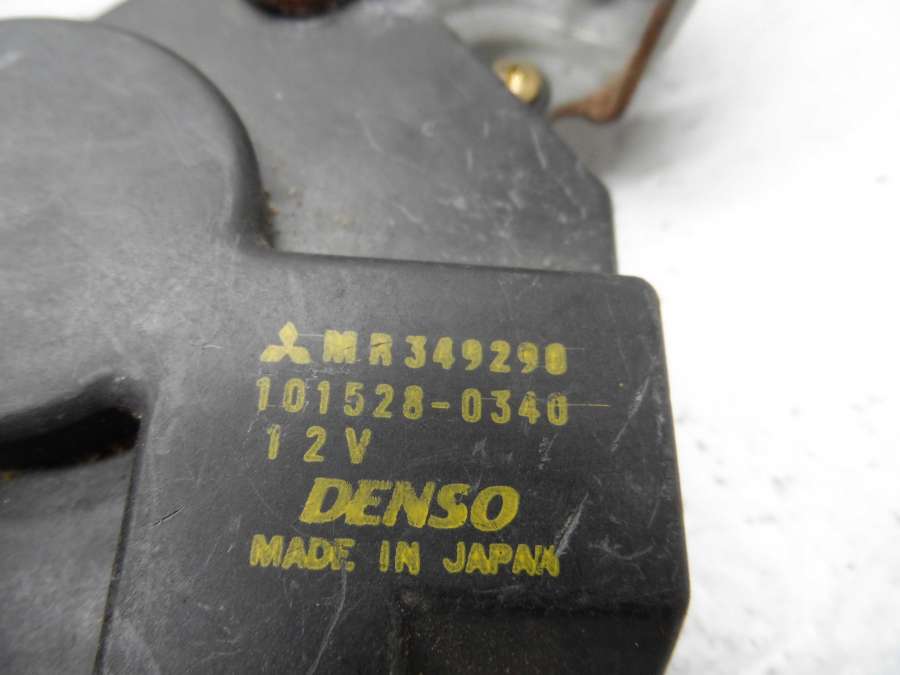 MR349290
101528-0340
12V
DENSO
MADE IN JAPAN